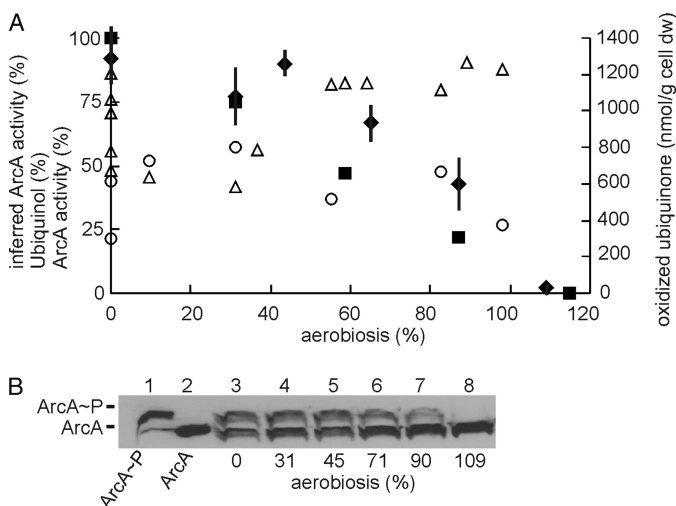 A
inferred ArcA activity (%)
Ubiquinol (%)
ArcA activity (%)
100
75
50
25
0
1400
1200
1000
800
600
400
200
0
oxidized ubiquinone (nmol/g cell dw)
0 20 40 60 80 100 120
aerobiosis (%)
B
1 2 3 4 5 6 7 8
ArcA~P
ArcA
ArcA~P ArcA 0 31 45 71 90 109
aerobiosis (%)